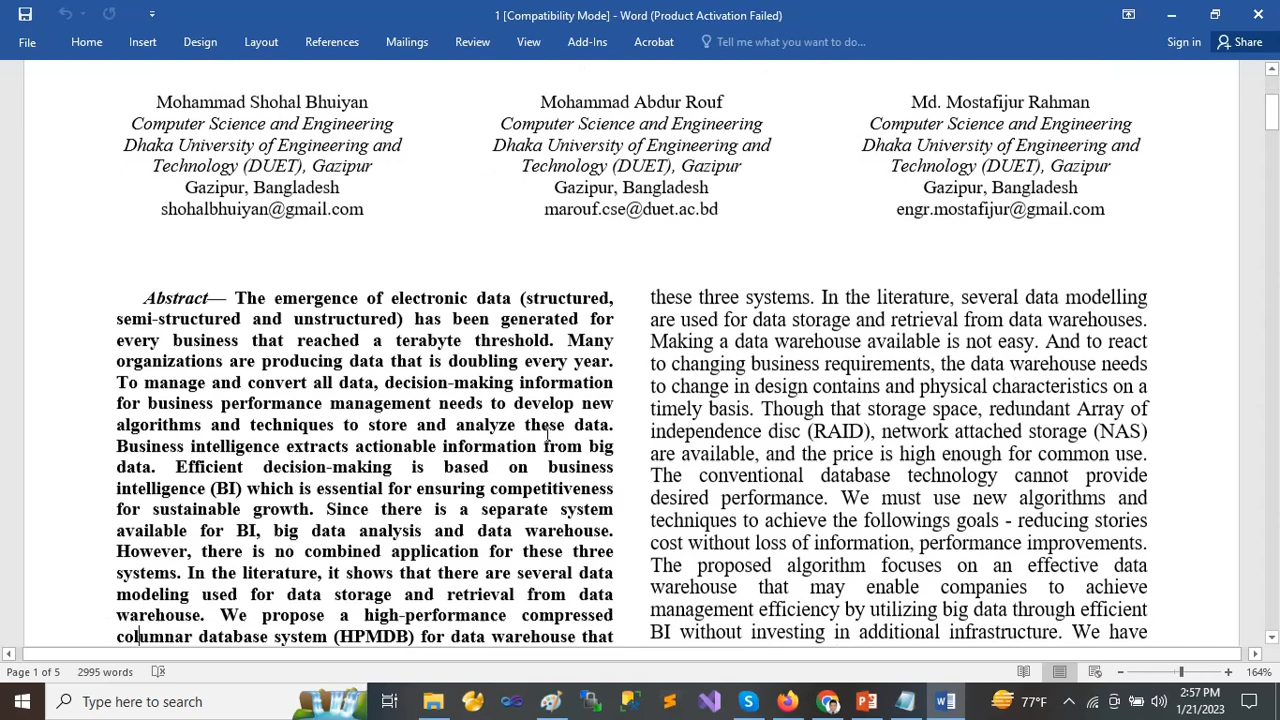 1 [Compatibility Mode] - Word (Product Activation Failed)
File Home Insert Design Layout References Mailings Review View Add-Ins Acrobat Tell me what you want to do... Sign in Share
Mohammad Shohal Bhuiyan
Computer Science and Engineering
Dhaka University of Engineering and
Technology (DUET), Gazipur
Gazipur, Bangladesh
shohalbhuiyan@gmail.com
Mohammad Abdur Rouf
Computer Science and Engineering
Dhaka University of Engineering and
Technology (DUET), Gazipur
Gazipur, Bangladesh
marouf.cse@duet.ac.bd
Md. Mostafijur Rahman
Computer Science and Engineering
Dhaka University of Engineering and
Technology (DUET), Gazipur
Gazipur, Bangladesh
engr.mostafijur@gmail.com
Abstract— The emergence of electronic data (structured,
semi-structured and unstructured) has been generated for
every business that reached a terabyte threshold. Many
organizations are producing data that is doubling every year.
To manage and convert all data, decision-making information
for business performance management needs to develop new
algorithms and techniques to store and analyze these data.
Business intelligence extracts actionable information from big
data. Efficient decision-making is based on business
intelligence (BI) which is essential for ensuring competitiveness
for sustainable growth. Since there is a separate system
available for BI, big data analysis and data warehouse.
However, there is no combined application for these three
systems. In the literature, it shows that there are several data
modeling used for data storage and retrieval from data
warehouse. We propose a high-performance compressed
columnar database system (HPMDB) for data warehouse that
these three systems. In the literature, several data modelling
are used for data storage and retrieval from data warehouses.
Making a data warehouse available is not easy. And to react
to changing business requirements, the data warehouse needs
to change in design contains and physical characteristics on a
timely basis. Though that storage space, redundant Array of
independence disc (RAID), network attached storage (NAS)
are available, and the price is high enough for common use.
The conventional database technology cannot provide
desired performance. We must use new algorithms and
techniques to achieve the followings goals - reducing stories
cost without loss of information, performance improvements.
The proposed algorithm focuses on an effective data
warehouse that may enable companies to achieve
management efficiency by utilizing big data through efficient
BI without investing in additional infrastructure. We have
Page 1 of 5 2995 words 164%
Type here to search 77°F 2:57 PM
1/21/2023